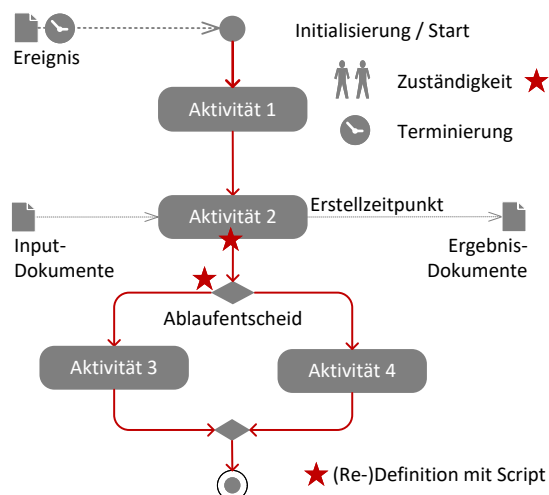 Initialisierung / Start
Ereignis
Zuständigkeit
Aktivität 1
Terminierung
Aktivität 2
Erstellzeitpunkt
Input-
Dokumente
Ergebnis-
Dokumente
Ablaufentscheid
Aktivität 3
Aktivität 4
(Re-)Definition mit Script